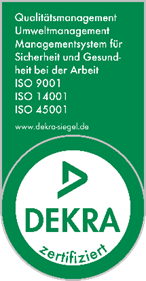 Qualitätsmanagement
Umweltmanagement
Managementsystem für
Sicherheit und Gesund-
heit bei der Arbeit
ISO 9001
ISO 14001
ISO 45001
www.dekra-siegel.de
DEKRA
zertifiziert